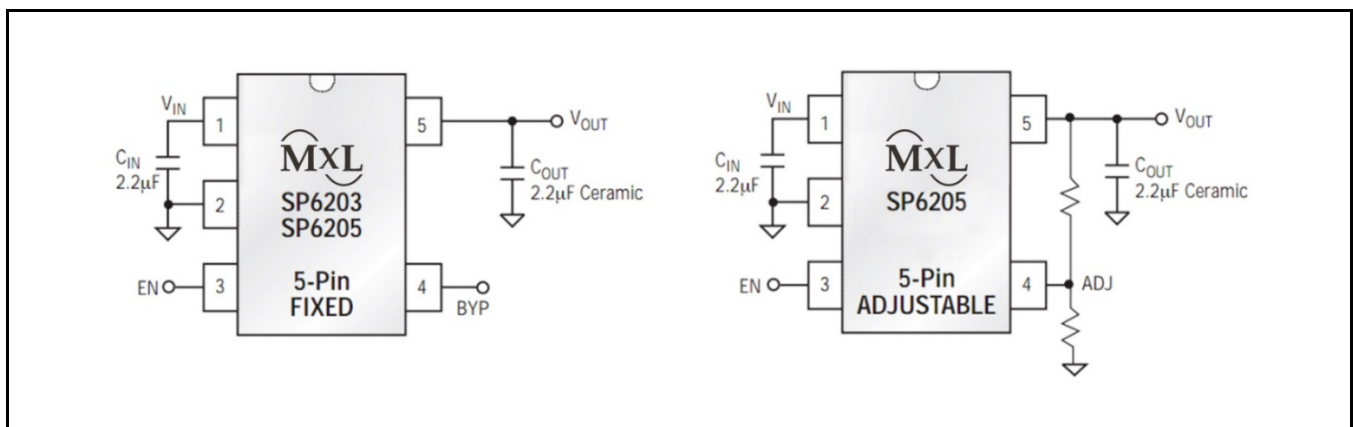 VIN
1
CIN
2.2µF
2
EN
3
MxL
SP6203
SP6205
5-Pin
FIXED
5
VOUT
COUT
2.2µF Ceramic
4
BYP
VIN
1
CIN
2.2µF
2
EN
3
MxL
SP6205
5-Pin
ADJUSTABLE
5
VOUT
COUT
2.2µF Ceramic
4
ADJ